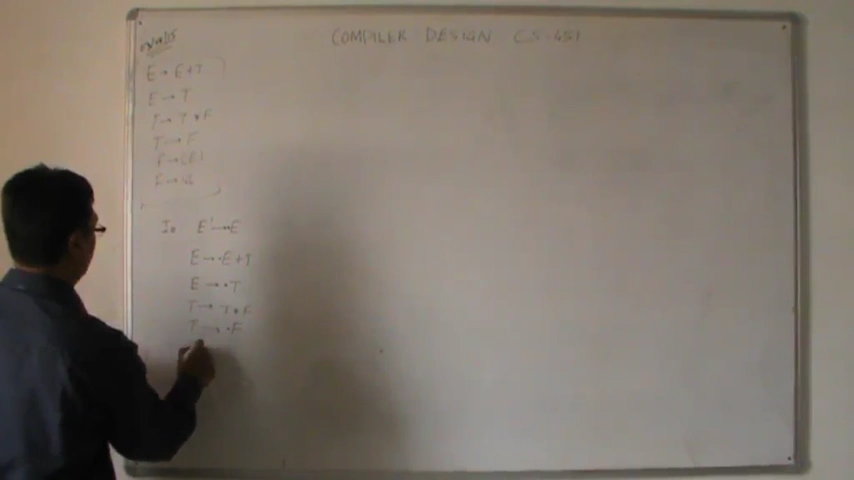 COMPILER DESIGN CS-451
E → E+T
E → T
T → T * F
T → F
F → (E)
F → id
I0 E' → •E
E → •E+T
E → •T
T → T*F
T → •F